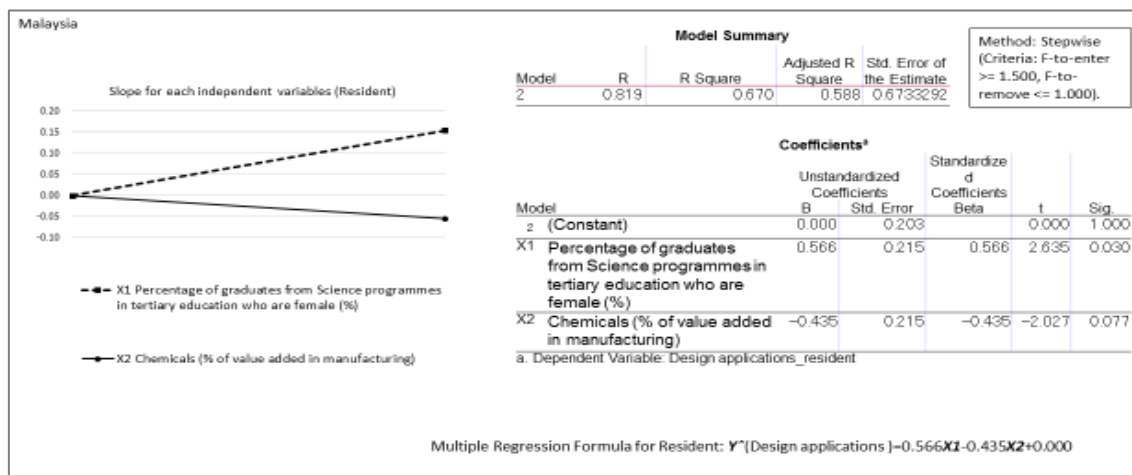 Malaysia
Slope for each independent variables (Resident)
0.20
0.15
0.10
0.05
0.00
-0.05
-0.10
X1 Percentage of graduates from Science programmes
in tertiary education who are female (%)
X2 Chemicals (% of value added in manufacturing)
Model Summary
Adjusted R Std. Error of
Model R R Square Square the Estimate
2 0.819 0.670 0.588 0.6733292
Method: Stepwise
(Criteria: F-to-enter
>= 1.500, F-to-
remove <= 1.000).
Coefficientsᵃ
Standardize
Unstandardized d
Coefficients Coefficients
Model B Std. Error Beta t Sig.
2 (Constant) 0.000 0.203 0.000 1.000
X1 Percentage of graduates 0.566 0.215 0.566 2.635 0.030
from Science programmes in
tertiary education who are
female (%)
X2 Chemicals (% of value added −0.435 0.215 −0.435 −2.027 0.077
in manufacturing)
a. Dependent Variable: Design applications_resident
Multiple Regression Formula for Resident: Y^(Design applications )=0.566X1-0.435X2+0.000